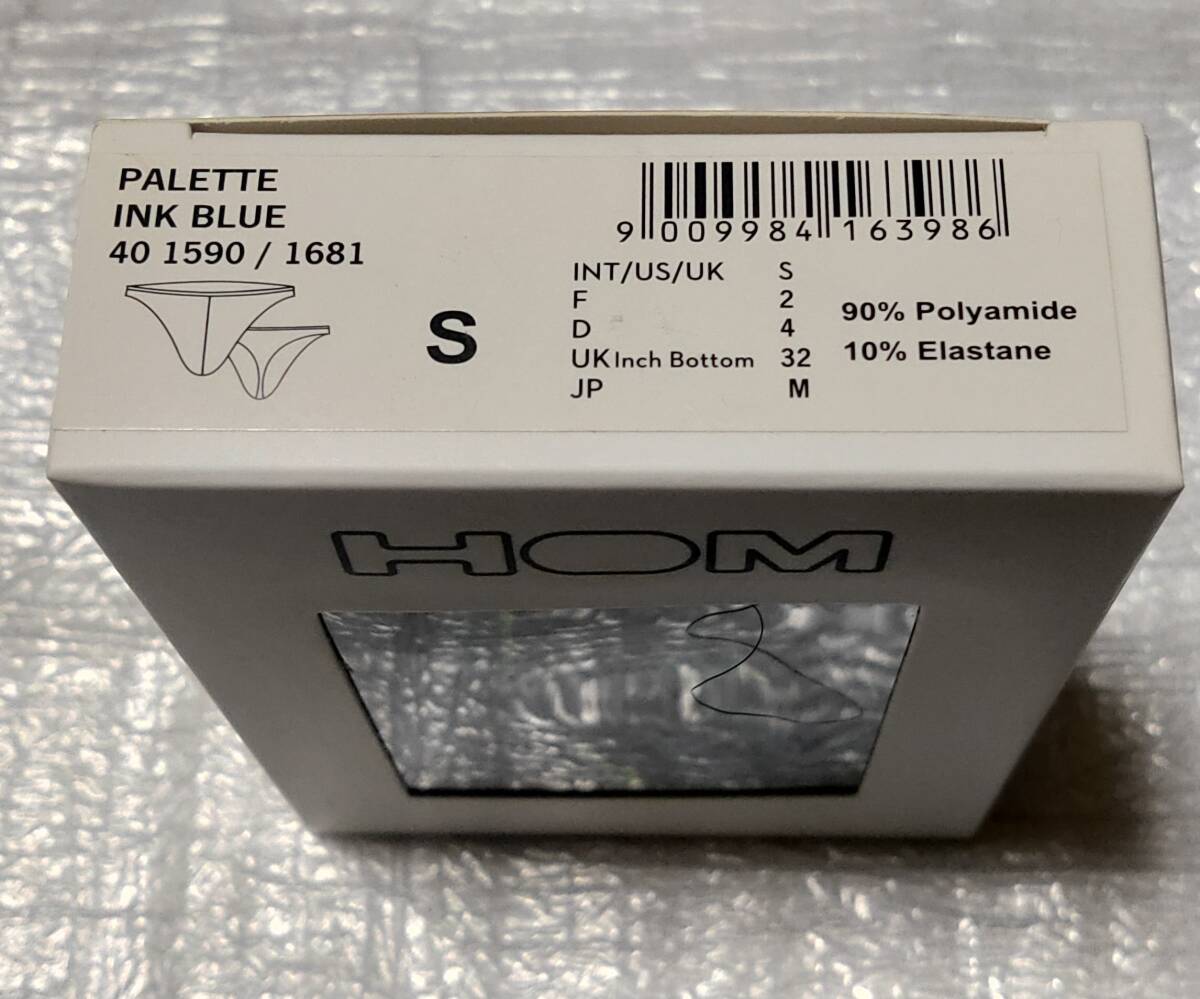 PALETTE
INK BLUE
40 1590 / 1681
S
9 009984 163986
INT/US/UK S
F 2
D 4
UK Inch Bottom 32
JP M
90% Polyamide
10% Elastane
HOM